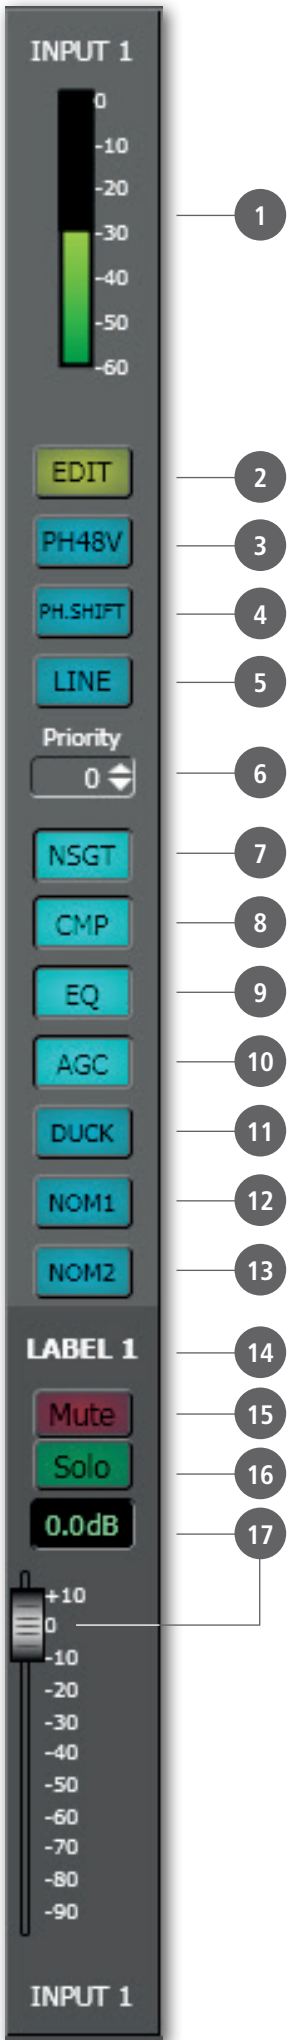 INPUT 1
0
-10
-20
1
-30
-40
-50
-60
EDIT 2
PH48V 3
PH.SHIFT 4
LINE 5
Priority
0 6
NSGT 7
CMP 8
EQ 9
AGC 10
DUCK 11
NOM1 12
NOM2 13
LABEL 1 14
Mute 15
Solo 16
0.0dB 17
+10
0
-10
-20
-30
-40
-50
-60
-70
-80
-90
INPUT 1